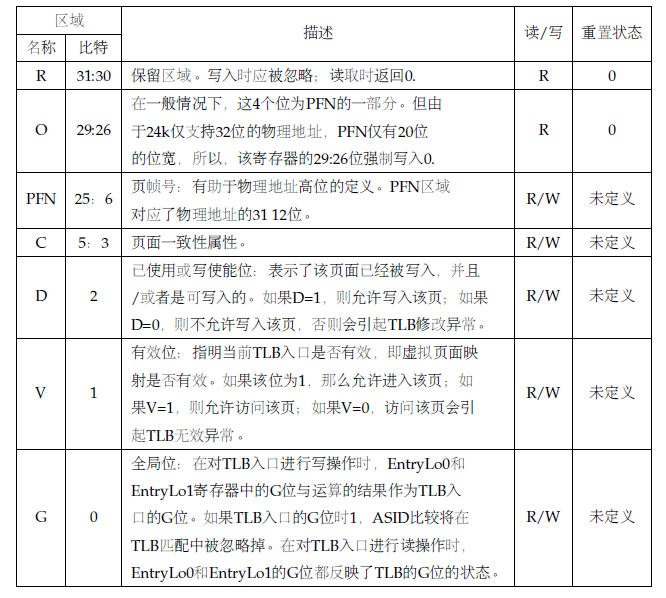 区域 描述 读/写 重置状态
名称 比特
R 31:30 保留区域。写入时应被忽略；读取时返回0. R 0
在一般情况下，这4个位为PFN的一部分。但由
于24k仅支持32位的物理地址，PFN仅有20位
O 29:26 R 0
的位宽，所以，该寄存器的29:26位强制写入0.
页帧号：有助于物理地址高位的定义。PFN区域
PFN 25：6 R/W 未定义
对应了物理地址的31 12位。
C 5：3 页面一致性属性。 R/W 未定义
已使用或写使能位：表示了该页面已经被写入，并且
D 2 /或者是可写入的。如果D=1，则允许写入该页；如果 R/W 未定义
D=0，则不允许写入该页，否则会引起TLB修改异常。
有效位：指明当前TLB入口是否有效，即虚拟页面映
射是否有效。如果该位为1，那么允许进入该页；如
V 1 R/W 未定义
果V=1，则允许访问该页；如果V=0，访问该页会引
起TLB无效异常。
全局位：在对TLB入口进行写操作时，EntryLo0和
EntryLo1寄存器中的G位与运算的结果作为TLB入
G 0 口的G位。如果TLB入口的G位时1，ASID比较将在 R/W 未定义
TLB匹配中被忽略掉。在对TLB入口进行读操作时，
EntryLo0和EntryLo1的G位都反映了TLB的G位的状态。